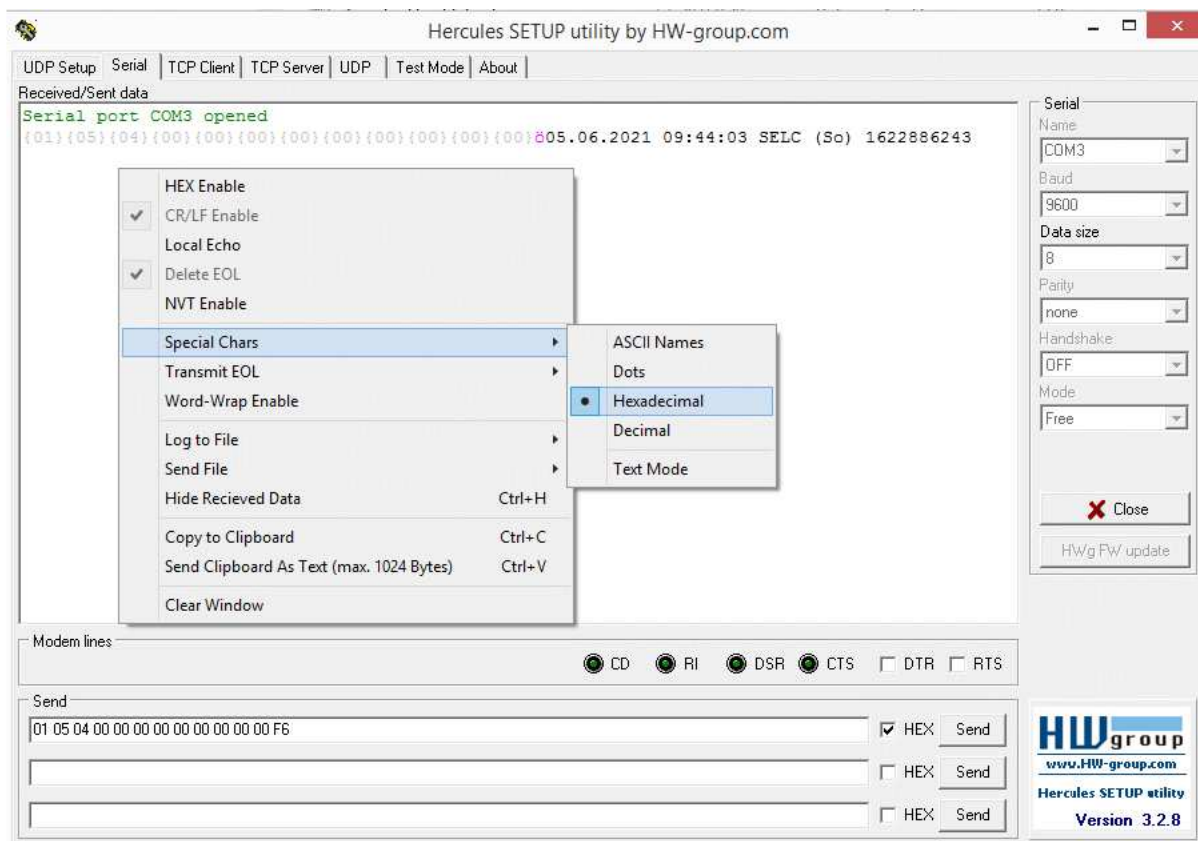 Hercules SETUP utility by HW-group.com
UDP Setup Serial TCP Client TCP Server UDP Test Mode About
Received/Sent data
Serial port COM3 opened
{01}{05}{04}{00}{00}{00}{00}{00}{00}{00}{00}{00}ö05.06.2021 09:44:03 SELC (So) 1622886243
HEX Enable
CR/LF Enable
Local Echo
Delete EOL
NVT Enable
Special Chars
Transmit EOL
Word-Wrap Enable
Log to File
Send File
Hide Recieved Data Ctrl+H
Copy to Clipboard Ctrl+C
Send Clipboard As Text (max. 1024 Bytes) Ctrl+V
Clear Window
ASCII Names
Dots
Hexadecimal
Decimal
Text Mode
Serial
Name
COM3
Baud
9600
Data size
8
Parity
none
Handshake
OFF
Mode
Free
Close
HWg FW update
Modem lines
CD RI DSR CTS DTR RTS
Send
01 05 04 00 00 00 00 00 00 00 00 00 F6 HEX Send
HEX Send
HEX Send
HW group
www.HW-group.com
Hercules SETUP utility
Version 3.2.8